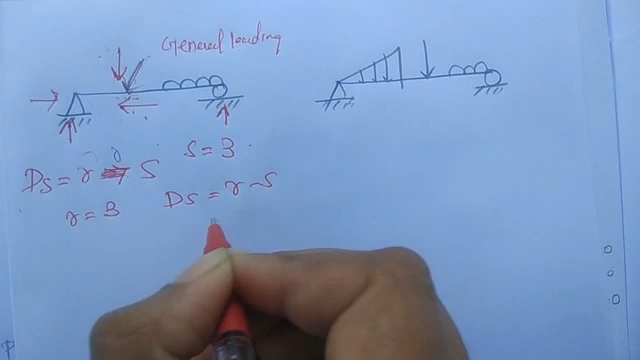 General loading
Ds = r S
s = 3
r = 3
Ds = r - s